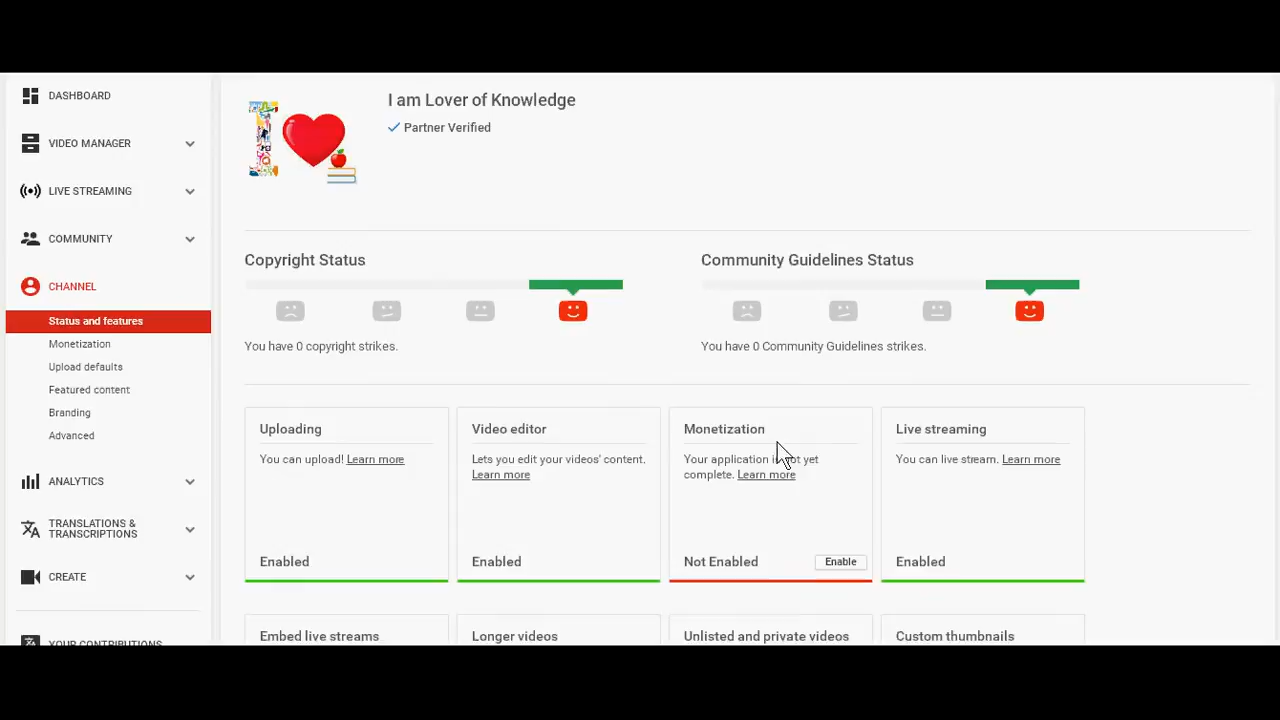 DASHBOARD
VIDEO MANAGER
LIVE STREAMING
COMMUNITY
CHANNEL
Status and features
Monetization
Upload defaults
Featured content
Branding
Advanced
ANALYTICS
TRANSLATIONS &
TRANSCRIPTIONS
CREATE
YOUR CONTRIBUTIONS
I am Lover of Knowledge
Partner Verified
Copyright Status
You have 0 copyright strikes.
Community Guidelines Status
You have 0 Community Guidelines strikes.
Uploading
You can upload! Learn more
Enabled
Video editor
Lets you edit your videos' content.
Learn more
Enabled
Monetization
Your application is not yet
complete. Learn more
Not Enabled
Enable
Live streaming
You can live stream. Learn more
Enabled
Embed live streams
Longer videos
Unlisted and private videos
Custom thumbnails